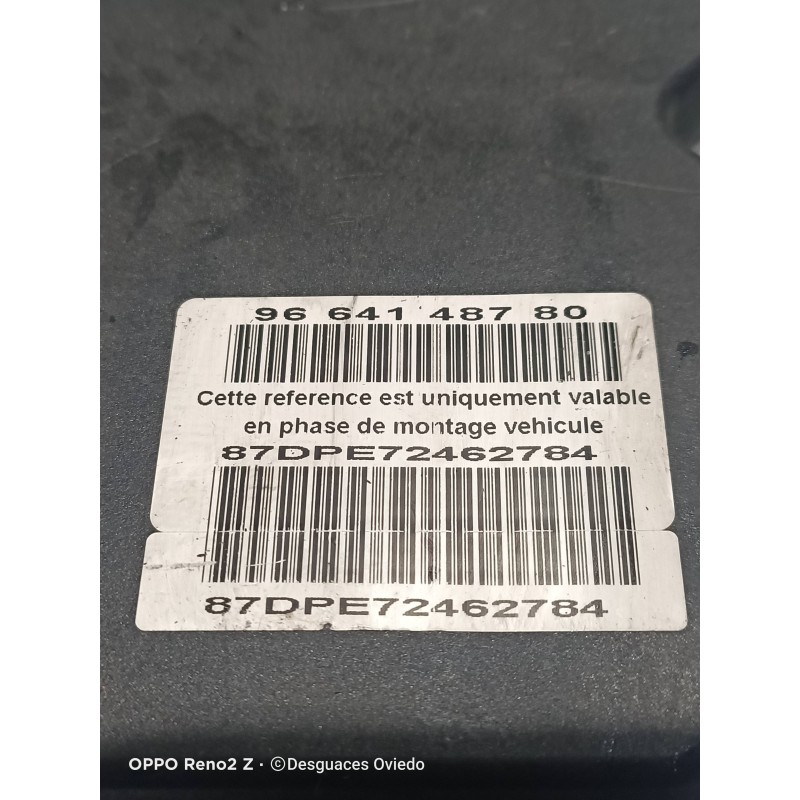 96 641 487 80
Cette reference est uniquement valable
en phase de montage vehicule
87DPE72462784
87DPE72462784
OPPO Reno2 Z · ©Desguaces Oviedo